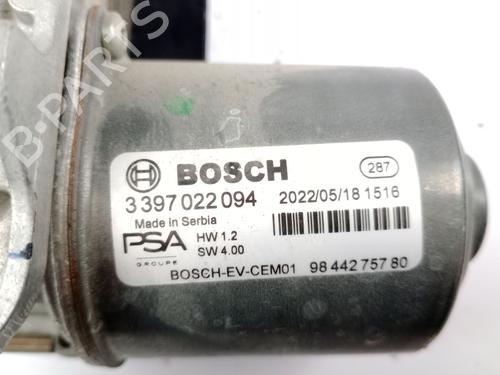 BOSCH
287
3 397 022 094 2022/05/18 1516
Made in Serbia
PSA
GROUPE
HW 1.2
SW 4.00
BOSCH-EV-CEM01 98 442 757 80
B-PARTS